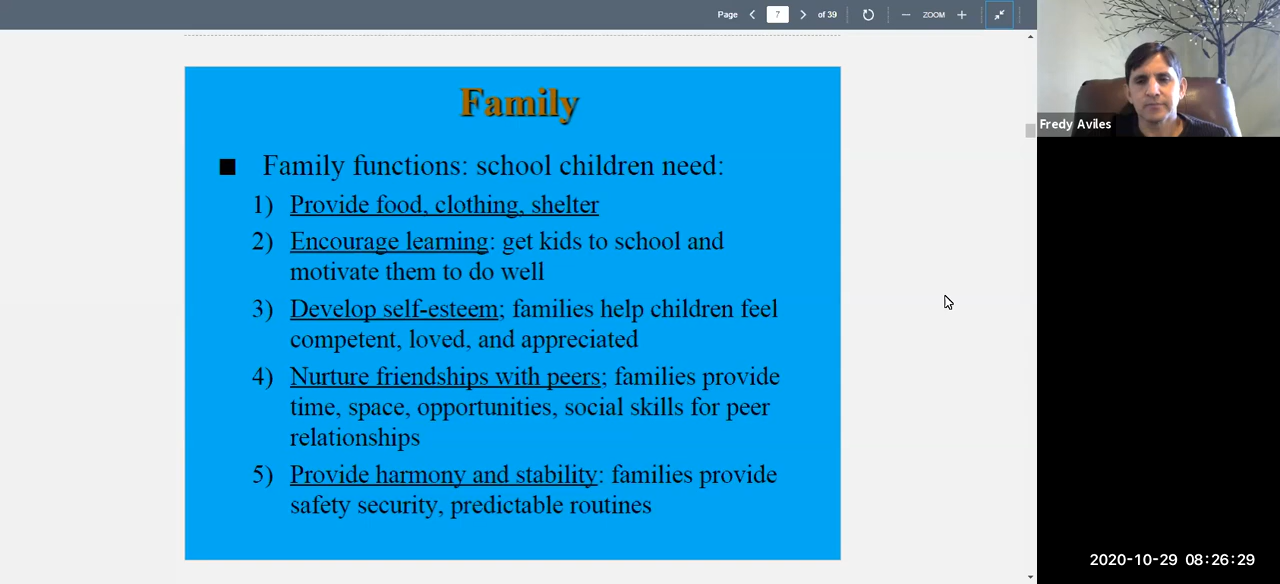 Page 7 of 39 ZOOM
Family
Family functions: school children need:
1) Provide food, clothing, shelter
2) Encourage learning: get kids to school and
motivate them to do well
3) Develop self-esteem; families help children feel
competent, loved, and appreciated
4) Nurture friendships with peers; families provide
time, space, opportunities, social skills for peer
relationships
5) Provide harmony and stability: families provide
safety security, predictable routines
Fredy Aviles
2020-10-29 08:26:29